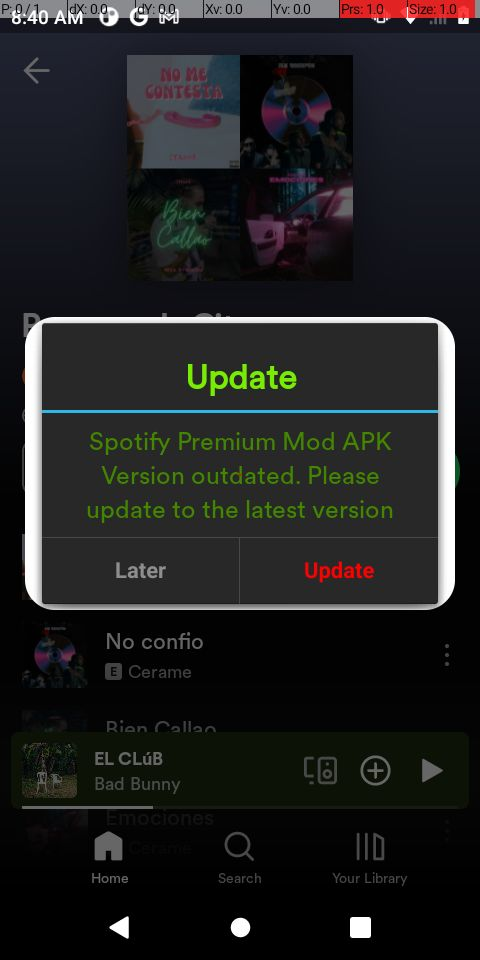 P: 0 / 1
dX: 0.0
dY: 0.0
Xv: 0.0
Yv: 0.0
Prs: 1.0
Size: 1.0
8:40 AM
NO ME
CONTESTA
EMOCIONES
Bien
Callao
Update
Spotify Premium Mod APK
Version outdated. Please
update to the latest version
Later
Update
No confio
E Cerame
Bien Callao
EL CLúB
Bad Bunny
Emociones
Cerame
Home
Search
Your Library